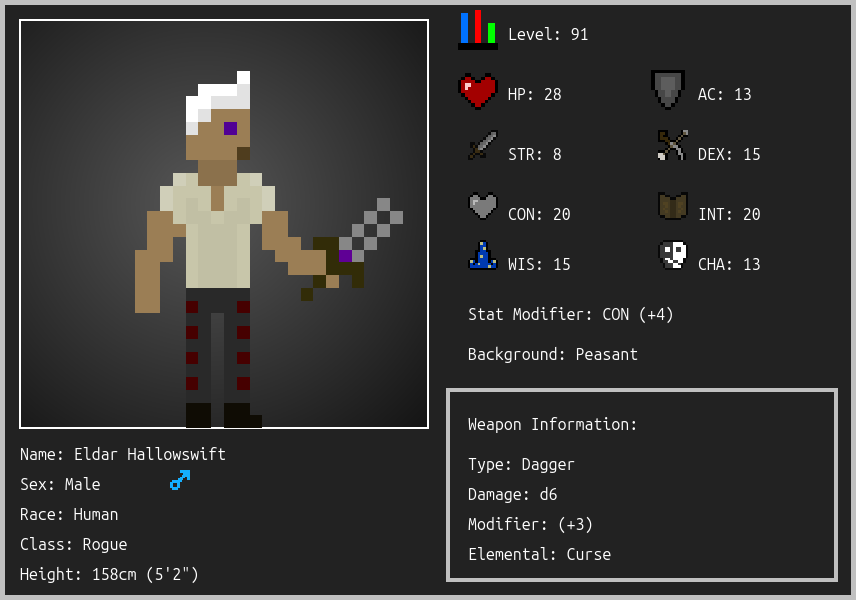 Level: 91
HP: 28
AC: 13
STR: 8
DEX: 15
CON: 20
INT: 20
WIS: 15
CHA: 13
Stat Modifier: CON (+4)
Background: Peasant
Weapon Information:
Type: Dagger
Damage: d6
Modifier: (+3)
Elemental: Curse
Name: Eldar Hallowswift
Sex: Male
Race: Human
Class: Rogue
Height: 158cm (5'2")